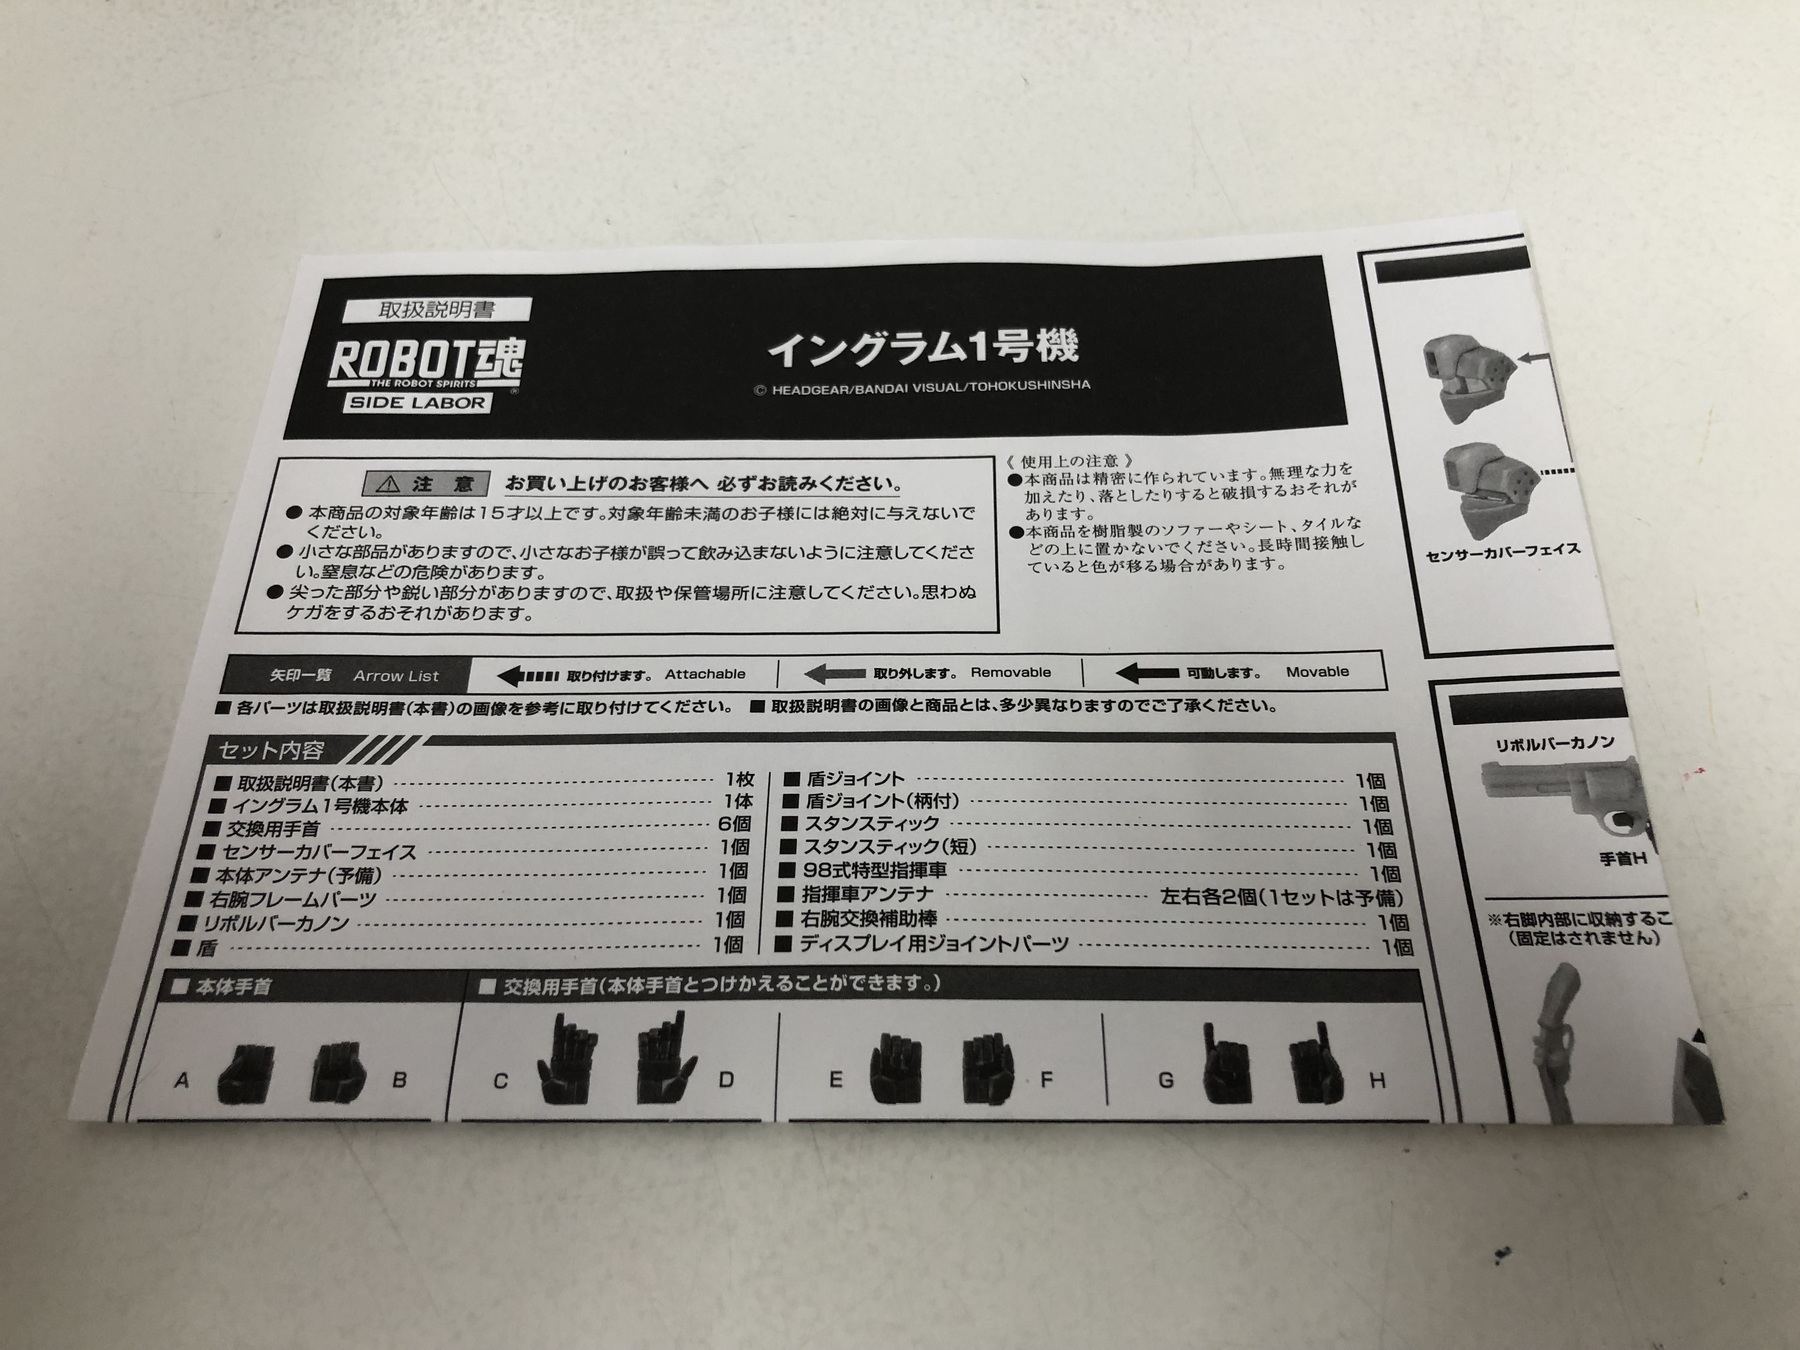 取扱説明書
ROBOT魂
THE ROBOT SPIRITS
SIDE LABOR
イングラム1号機
© HEADGEAR/BANDAI VISUAL/TOHOKUSHINSHA
⚠ 注 意 お買い上げのお客様へ 必ずお読みください。
● 本商品の対象年齢は15才以上です。対象年齢未満のお子様には絶対に与えないで
ください。
● 小さな部品がありますので、小さなお子様が誤って飲み込まないように注意してくださ
い。窒息などの危険があります。
● 尖った部分や鋭い部分がありますので、取扱や保管場所に注意してください。思わぬ
ケガをするおそれがあります。
《 使用上の注意 》
●本商品は精密に作られています。無理な力を
加えたり、落としたりすると破損するおそれが
あります。
●本商品を樹脂製のソファーやシート、タイルな
どの上に置かないでください。長時間接触し
ていると色が移る場合があります。
矢印一覧 Arrow List 取り付けます。 Attachable 取り外します。 Removable 可動します。 Movable
■ 各パーツは取扱説明書(本書)の画像を参考に取り付けてください。 ■ 取扱説明書の画像と商品とは、多少異なりますのでご了承ください。
セット内容
■ 取扱説明書(本書) 1枚
■ イングラム1号機本体 1体
■ 交換用手首 6個
■ センサーカバーフェイス 1個
■ 本体アンテナ(予備) 1個
■ 右腕フレームパーツ 1個
■ リボルバーカノン 1個
■ 盾 1個
■ 盾ジョイント 1個
■ 盾ジョイント(柄付) 1個
■ スタンスティック 1個
■ スタンスティック(短) 1個
■ 98式特型指揮車 1個
■ 指揮車アンテナ 左右各2個(1セットは予備)
■ 右腕交換補助棒 1個
■ ディスプレイ用ジョイントパーツ 1個
■ 本体手首
■ 交換用手首(本体手首とつけかえることができます。)
A B C D E F G H
センサーカバーフェイス
リボルバーカノン
手首H
※右脚内部に収納するこ
(固定はされません)